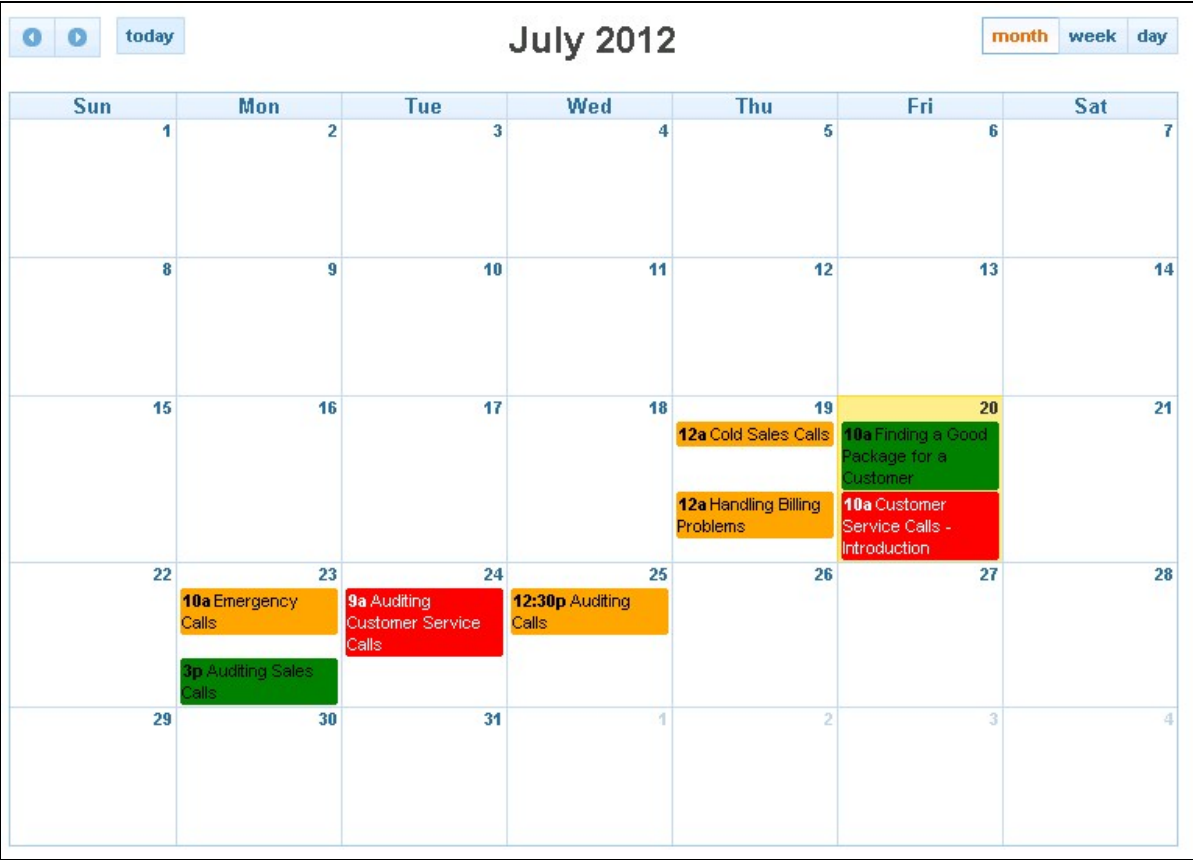 today
July 2012
month week day
Sun Mon Tue Wed Thu Fri Sat
1 2 3 4 5 6 7
8 9 10 11 12 13 14
15 16 17 18 19 20 21
12a Cold Sales Calls
12a Handling Billing
Problems
10a Finding a Good
Package for a
Customer
10a Customer
Service Calls -
Introduction
22 23 24 25 26 27 28
10a Emergency
Calls
3p Auditing Sales
Calls
9a Auditing
Customer Service
Calls
12:30p Auditing
Calls
29 30 31 1 2 3 4